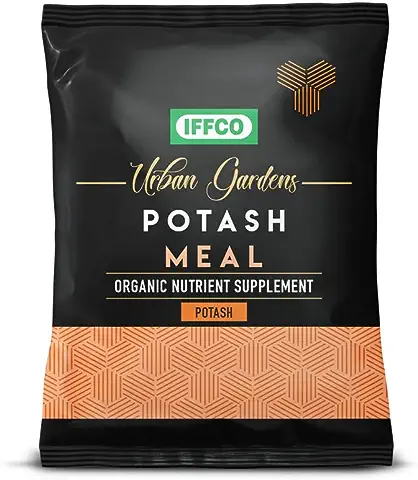 IFFCO
Urban Gardens
POTASH
MEAL
ORGANIC NUTRIENT SUPPLEMENT
POTASH